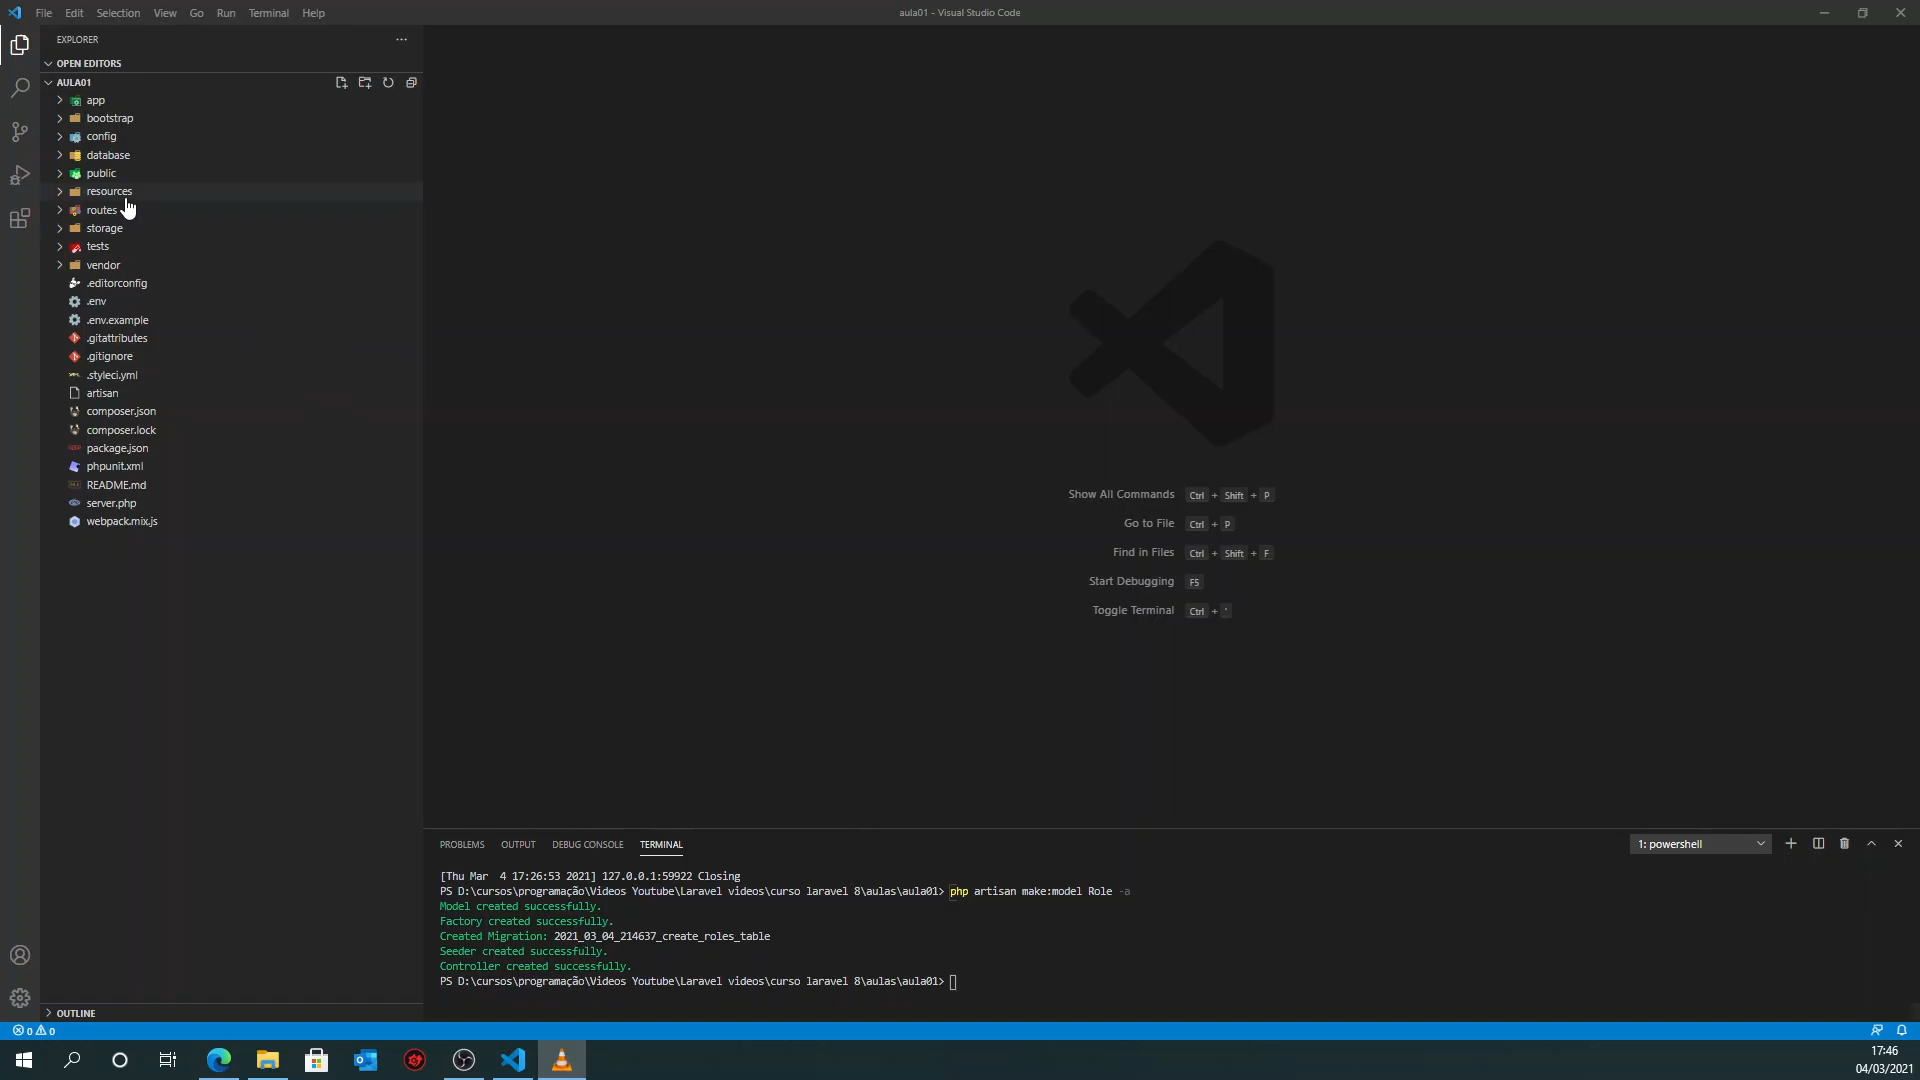 File Edit Selection View Go Run Terminal Help
aula01 - Visual Studio Code
EXPLORER
OPEN EDITORS
AULA01
app
bootstrap
config
database
public
resources
routes
storage
tests
vendor
.editorconfig
.env
.env.example
.gitattributes
.gitignore
.styleci.yml
artisan
composer.json
composer.lock
package.json
phpunit.xml
README.md
server.php
webpack.mix.js
OUTLINE
Show All Commands Ctrl + Shift + P
Go to File Ctrl + P
Find in Files Ctrl + Shift + F
Start Debugging F5
Toggle Terminal Ctrl + '
PROBLEMS OUTPUT DEBUG CONSOLE TERMINAL
1: powershell
[Thu Mar  4 17:26:53 2021] 127.0.0.1:59922 Closing
PS D:\cursos\programação\Videos Youtube\Laravel videos\curso laravel 8\aulas\aula01> php artisan make:model Role -a
Model created successfully.
Factory created successfully.
Created Migration: 2021_03_04_214637_create_roles_table
Seeder created successfully.
Controller created successfully.
PS D:\cursos\programação\Videos Youtube\Laravel videos\curso laravel 8\aulas\aula01>
0 0
17:46
04/03/2021